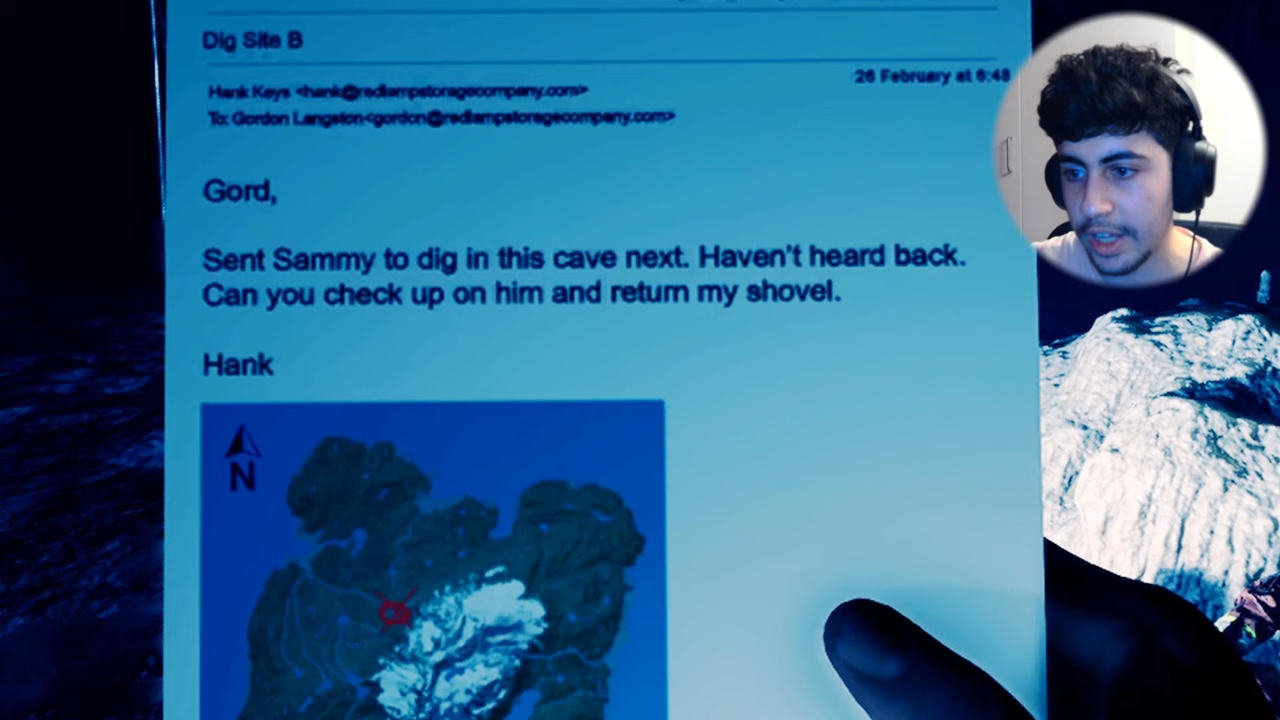 Dig Site B
26 February at 6:48
Hank Keys <hank@redlampstoragecompany.com>
To: Gordon Langston<gordon@redlampstoragecompany.com>
Gord,
Sent Sammy to dig in this cave next. Haven't heard back.
Can you check up on him and return my shovel.
Hank
N